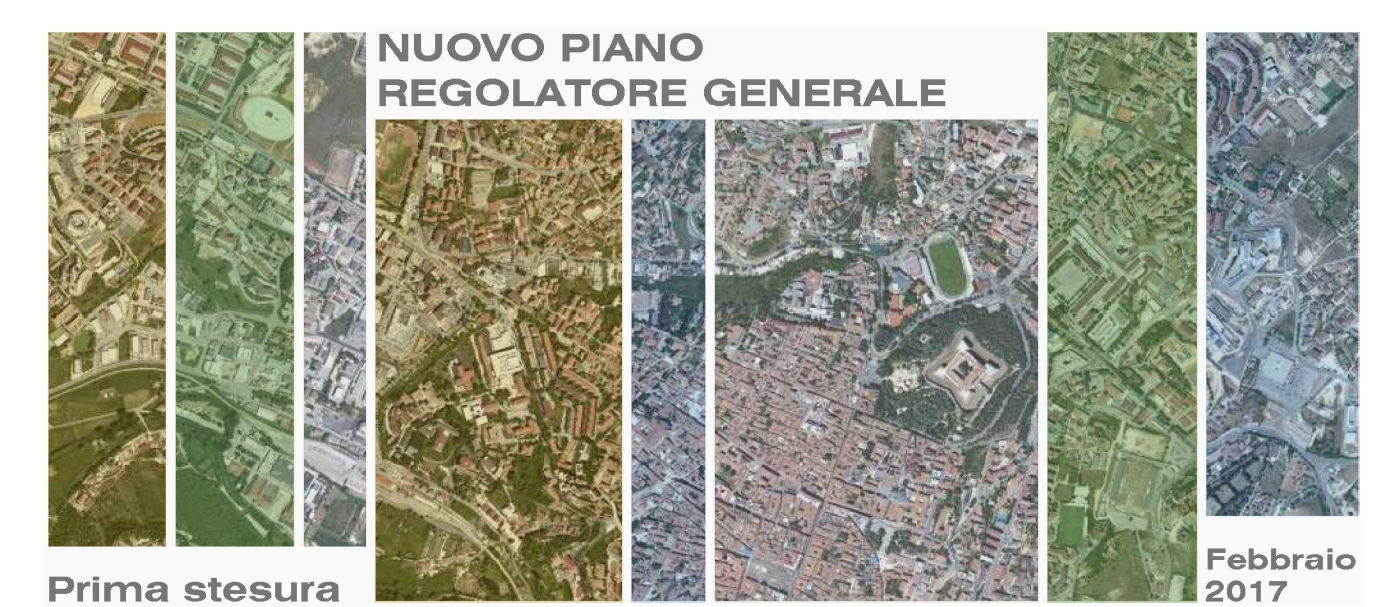 NUOVO PIANO
REGOLATORE GENERALE
Prima stesura
Febbraio
2017